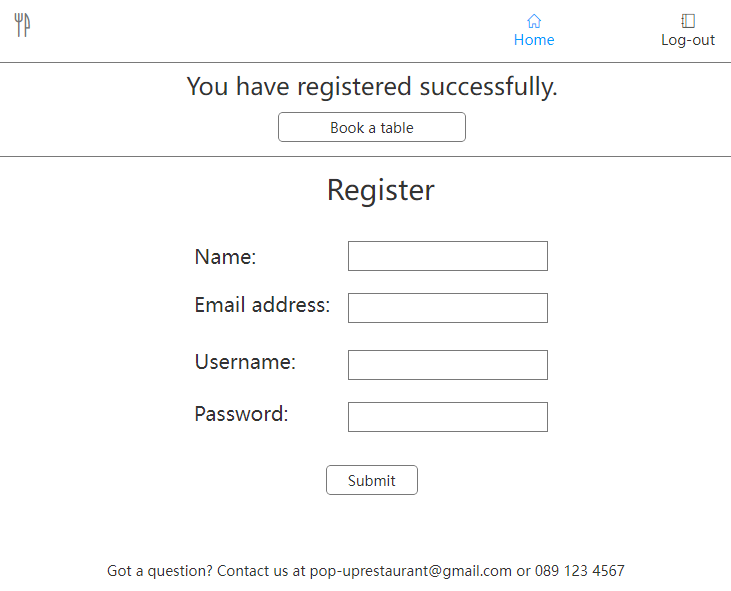 Home
Log-out
You have registered successfully.
Book a table
Register
Name:
Email address:
Username:
Password:
Submit
Got a question? Contact us at pop-uprestaurant@gmail.com or 089 123 4567